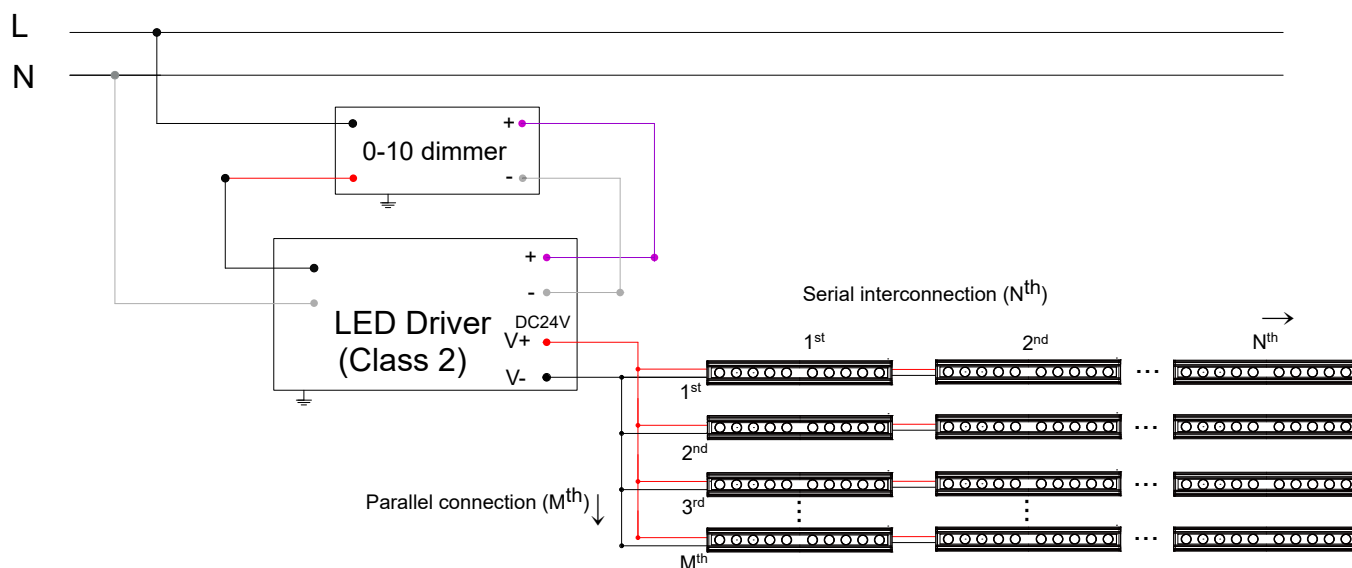 L
N
+
0-10 dimmer
-
+
-
LED Driver
(Class 2)
DC24V
V+
V-
Serial interconnection (Nth)
1st
2nd
Nth
1st
2nd
3rd
Mth
Parallel connection (Mth)
...
...
...
...